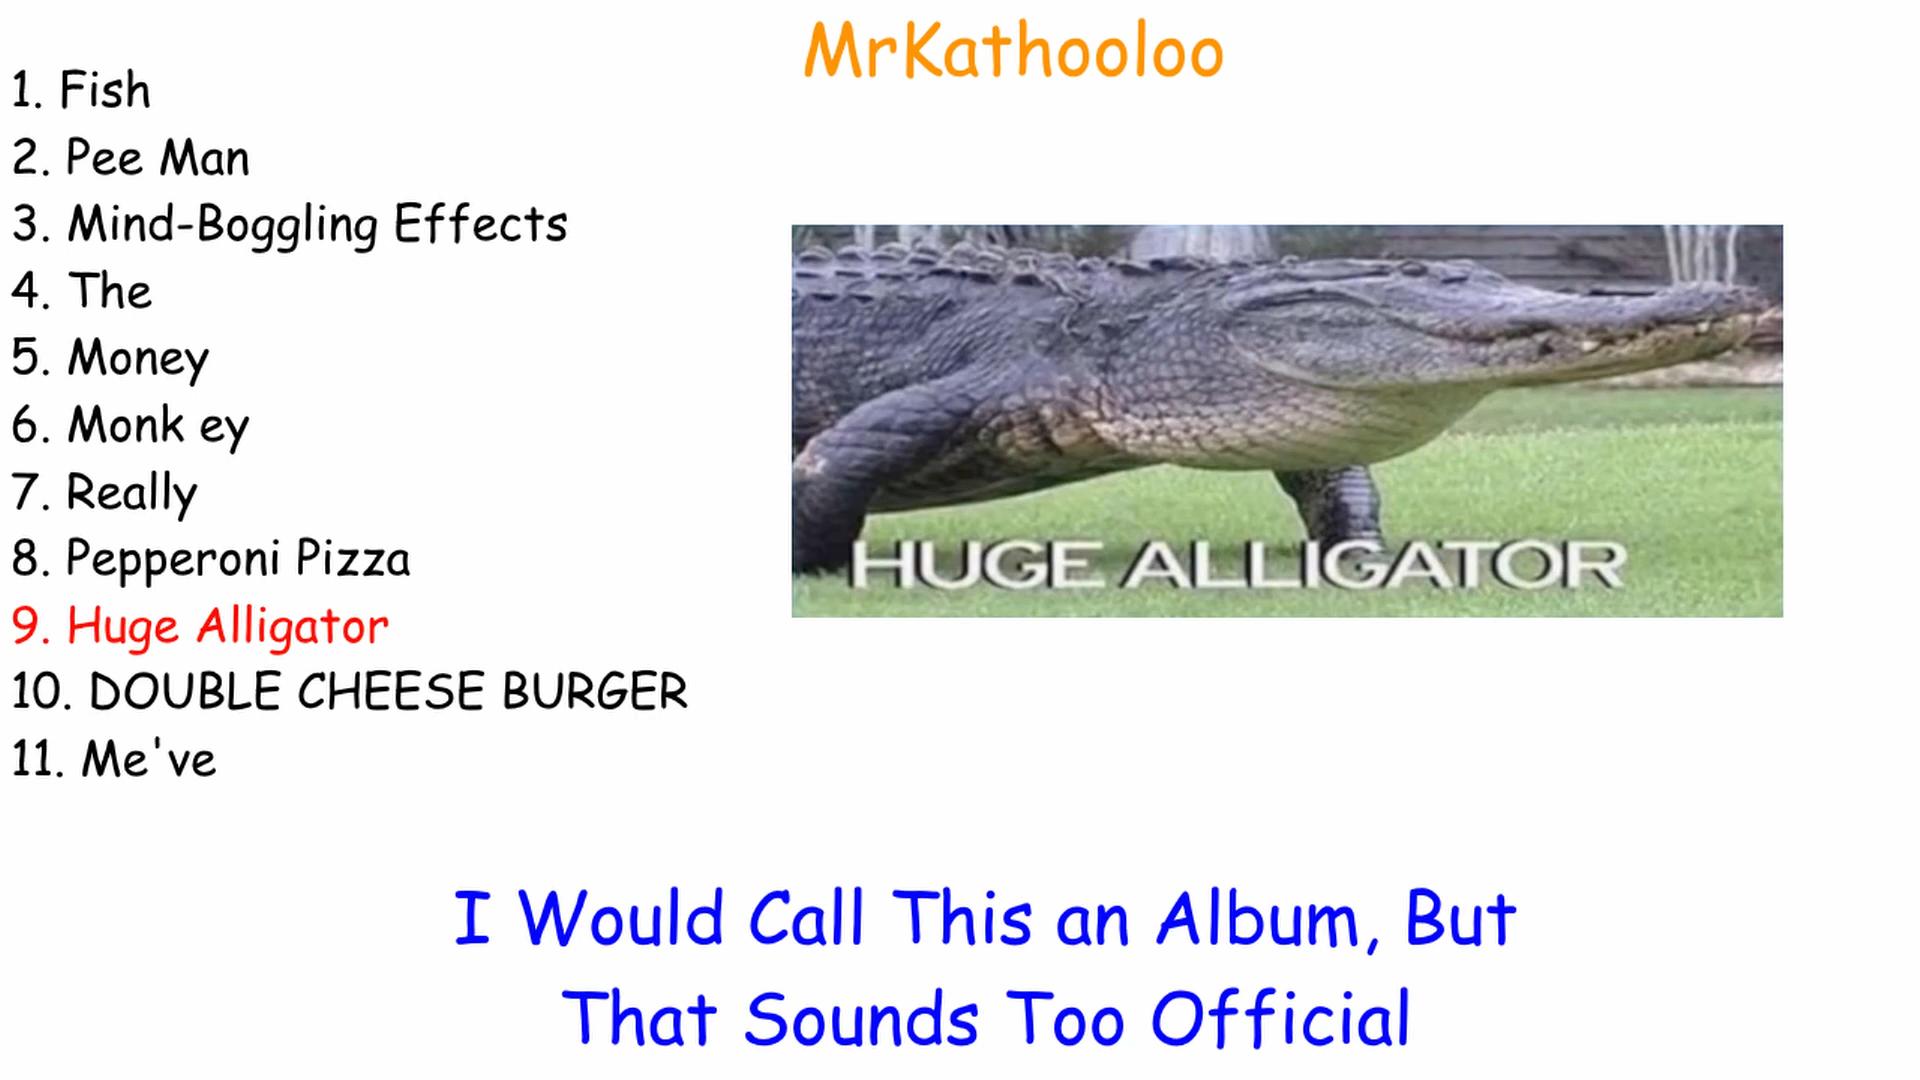 MrKathooloo
1. Fish
2. Pee Man
3. Mind-Boggling Effects
4. The
5. Money
6. Monk ey
7. Really
8. Pepperoni Pizza
9. Huge Alligator
10. DOUBLE CHEESE BURGER
11. Me've
HUGE ALLIGATOR
I Would Call This an Album, But
That Sounds Too Official